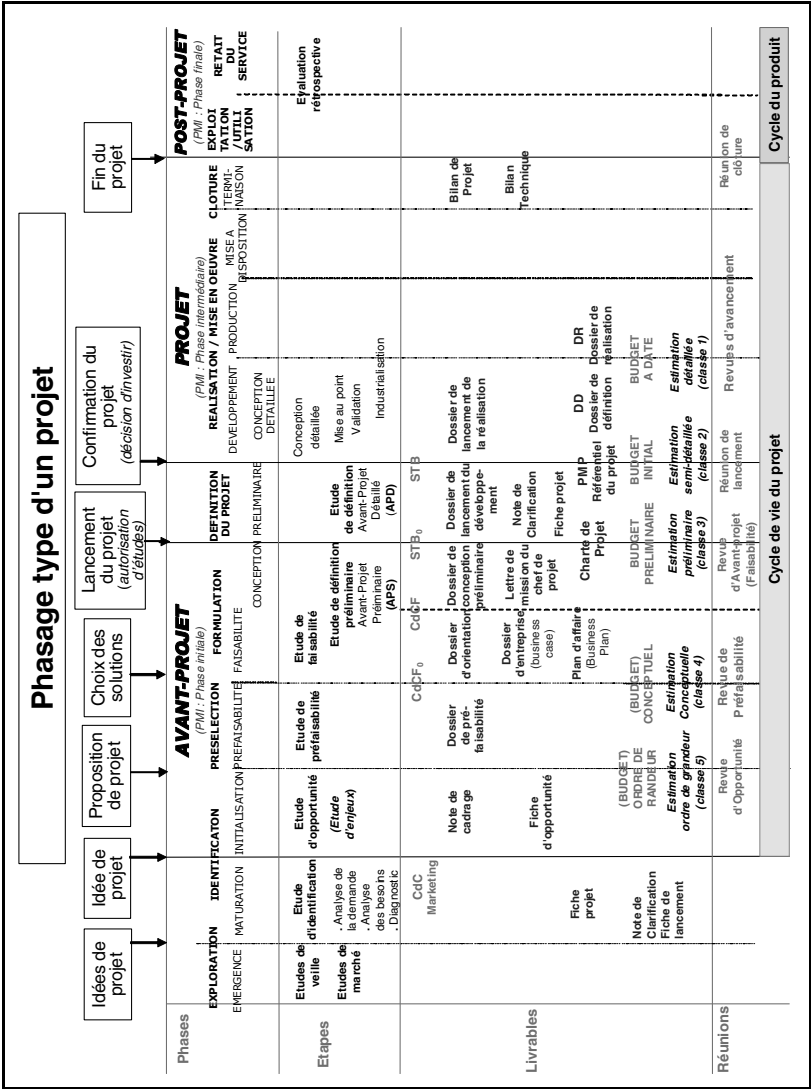 Phasage type d'un projet
Idées de
projet
Idée de
projet
Proposition
de projet
Choix des
solutions
Lancement
du projet
(autorisation
d'études)
Confirmation du
projet
(décision d'investir)
Fin du
projet
Phases
AVANT-PROJET
(PMI : Phase initiale)
PROJET
(PMI : Phase intermédiaire)
POST-PROJET
(PMI : Phase finale)
EXPLORATION
IDENTIFICATON
PRESELECTION
FORMULATION
DEFINITION
DU PROJET
REALISATION / MISE EN OEUVRE
CLOTURE
EXPLOI
TATION
/UTILI
SATION
RETAIT
DU
SERVICE
EMERGENCE
MATURATION
INITIALISATION
PREFAISABILITE
FAISABILITE
CONCEPTION PRELIMINAIRE
DEVELOPPEMENT
CONCEPTION
DETAILLEE
PRODUCTION
MISE A
DISPOSITION
TERMI-
NAISON
Etapes
Etudes de
veille
Etudes de
marché
Etude
d'identification
. Analyse de
la demande
. Analyse
des besoins
. Diagnostic
Etude
d'opportunité
(Etude
d'enjeux)
Etude de
préfaisabilité
Etude de
faisabilité
Etude de définition
préliminaire
Avant-Projet
Préiminaire
(APS)
Etude
de définition
Avant-Projet
Détaillé
(APD)
Conception
détaillée
Mise au point
Validation
Industrialisation
Evaluation
rétrospective
Livrables
CdC
Marketing
CdCF₀
CdCF
STB₀
STB
Fiche
projet
Note de
Clarification
Fiche de
lancement
Note de
cadrage
Fiche
d'opportunité
Dossier
de pré-
faisabilité
Dossier
d'orientation
Dossier
d'entreprise
(business
case)
Plan d'affaire
(Business
Plan)
Dossier de
conception
préliminaire
Lettre de
mission du
chef de
projet
Charte de
Projet
Dossier de
lancement du
développe-
ment
Note de
Clarification
Fiche projet
PMP
Référentiel
du projet
Dossier de
lancement de
la réalisation
DD
Dossier de
définition
DR
Dossier de
réalisation
Bilan de
Projet
Bilan
Technique
(BUDGET)
ORDRE DE
RANDEUR
(BUDGET)
CONCEPTUEL
BUDGET
PRELIMINAIRE
BUDGET
INITIAL
BUDGET
A DATE
Estimation
ordre de grandeur
(classe 5)
Estimation
Conceptuelle
(classe 4)
Estimation
préliminaire
(classe 3)
Estimation
semi-détaillée
(classe 2)
Estimation
détaillée
(classe 1)
Réunions
Revue
d'Opportunité
Revue de
Préfaisabilité
Revue
d'Avant-projet
(Faisabilité)
Réunion de
lancement
Revues d'avancement
Réunion de
clôture
Cycle de vie du projet
Cycle du produit